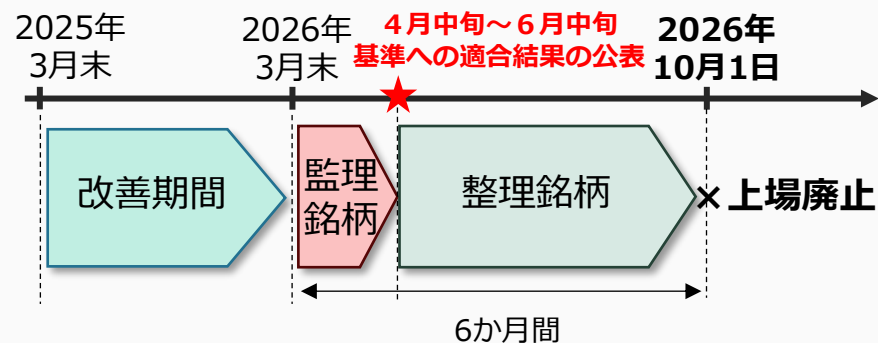 2025年
3月末
2026年
3月末
４月中旬～６月中旬
基準への適合結果の公表
2026年
10月1日
改善期間
監理
銘柄
整理銘柄
×上場廃止
6か月間